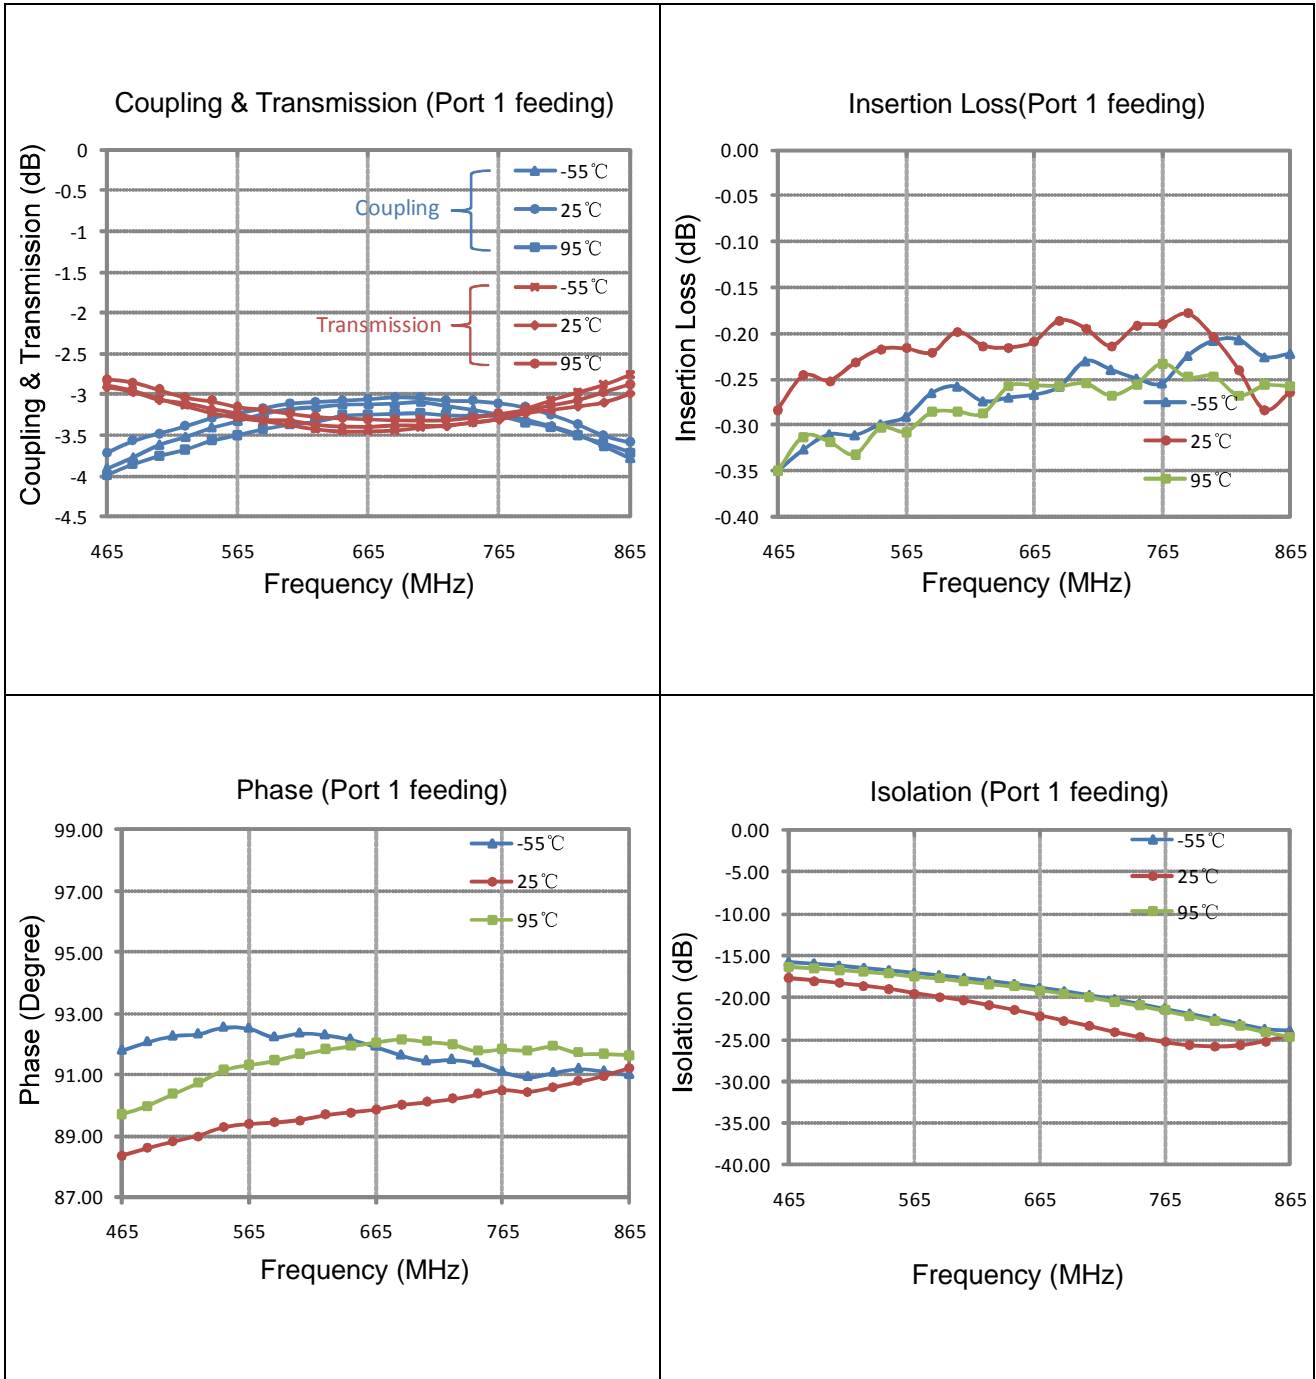 Coupling & Transmission (Port 1 feeding)
Coupling & Transmission (dB)
0
-0.5
-1
-1.5
-2
-2.5
-3
-3.5
-4
-4.5
Coupling
-55℃
25℃
95℃
Transmission
-55℃
25℃
95℃
465 565 665 765 865
Frequency (MHz)
Insertion Loss(Port 1 feeding)
Insertion Loss (dB)
0.00
-0.05
-0.10
-0.15
-0.20
-0.25
-0.30
-0.35
-0.40
-55℃
25℃
95℃
465 565 665 765 865
Frequency (MHz)
Phase (Port 1 feeding)
Phase (Degree)
99.00
97.00
95.00
93.00
91.00
89.00
87.00
-55℃
25℃
95℃
465 565 665 765 865
Frequency (MHz)
Isolation (Port 1 feeding)
Isolation (dB)
0.00
-5.00
-10.00
-15.00
-20.00
-25.00
-30.00
-35.00
-40.00
-55℃
25℃
95℃
465 565 665 765 865
Frequency (MHz)